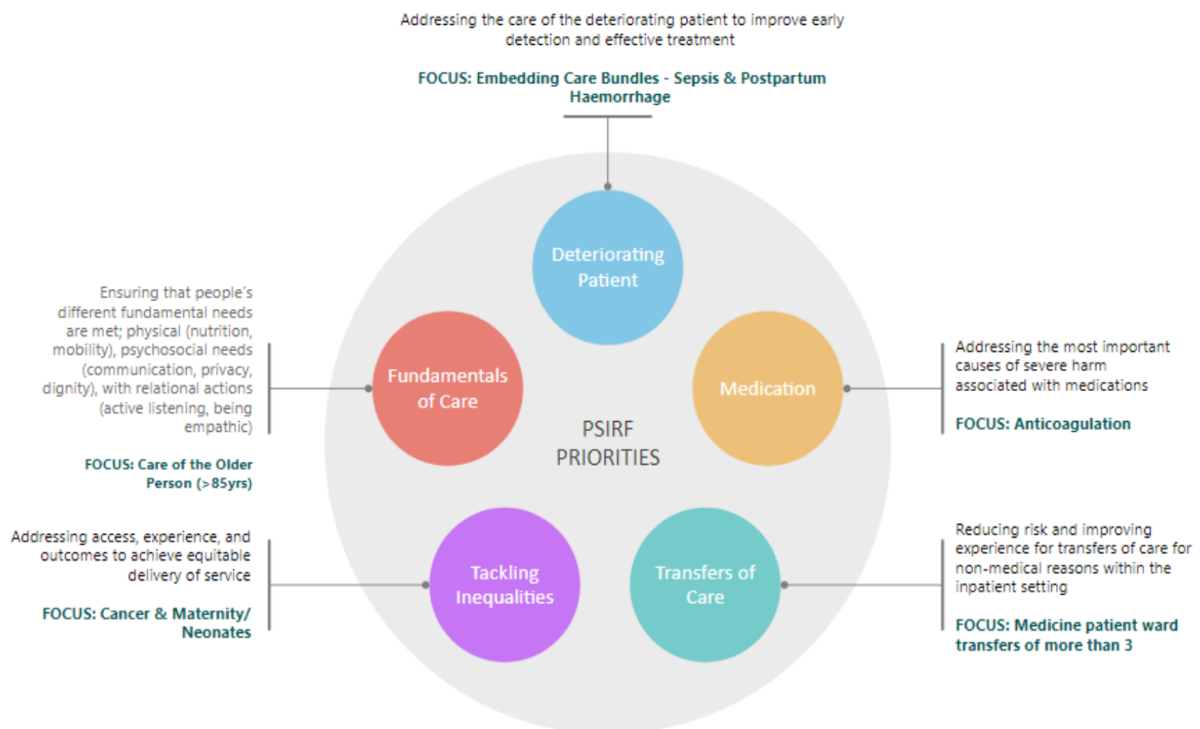 Addressing the care of the deteriorating patient to improve early
detection and effective treatment
FOCUS: Embedding Care Bundles - Sepsis & Postpartum
Haemorrhage
Deteriorating
Patient
Ensuring that people's
different fundamental needs
are met; physical (nutrition,
mobility), psychosocial needs
(communication, privacy,
dignity), with relational actions
(active listening, being
empathic)
FOCUS: Care of the Older
Person (>85yrs)
Fundamentals
of Care
Medication
Addressing the most important
causes of severe harm
associated with medications
FOCUS: Anticoagulation
PSIRF
PRIORITIES
Addressing access, experience, and
outcomes to achieve equitable
delivery of service
FOCUS: Cancer & Maternity/
Neonates
Tackling
Inequalities
Transfers of
Care
Reducing risk and improving
experience for transfers of care for
non-medical reasons within the
inpatient setting
FOCUS: Medicine patient ward
transfers of more than 3